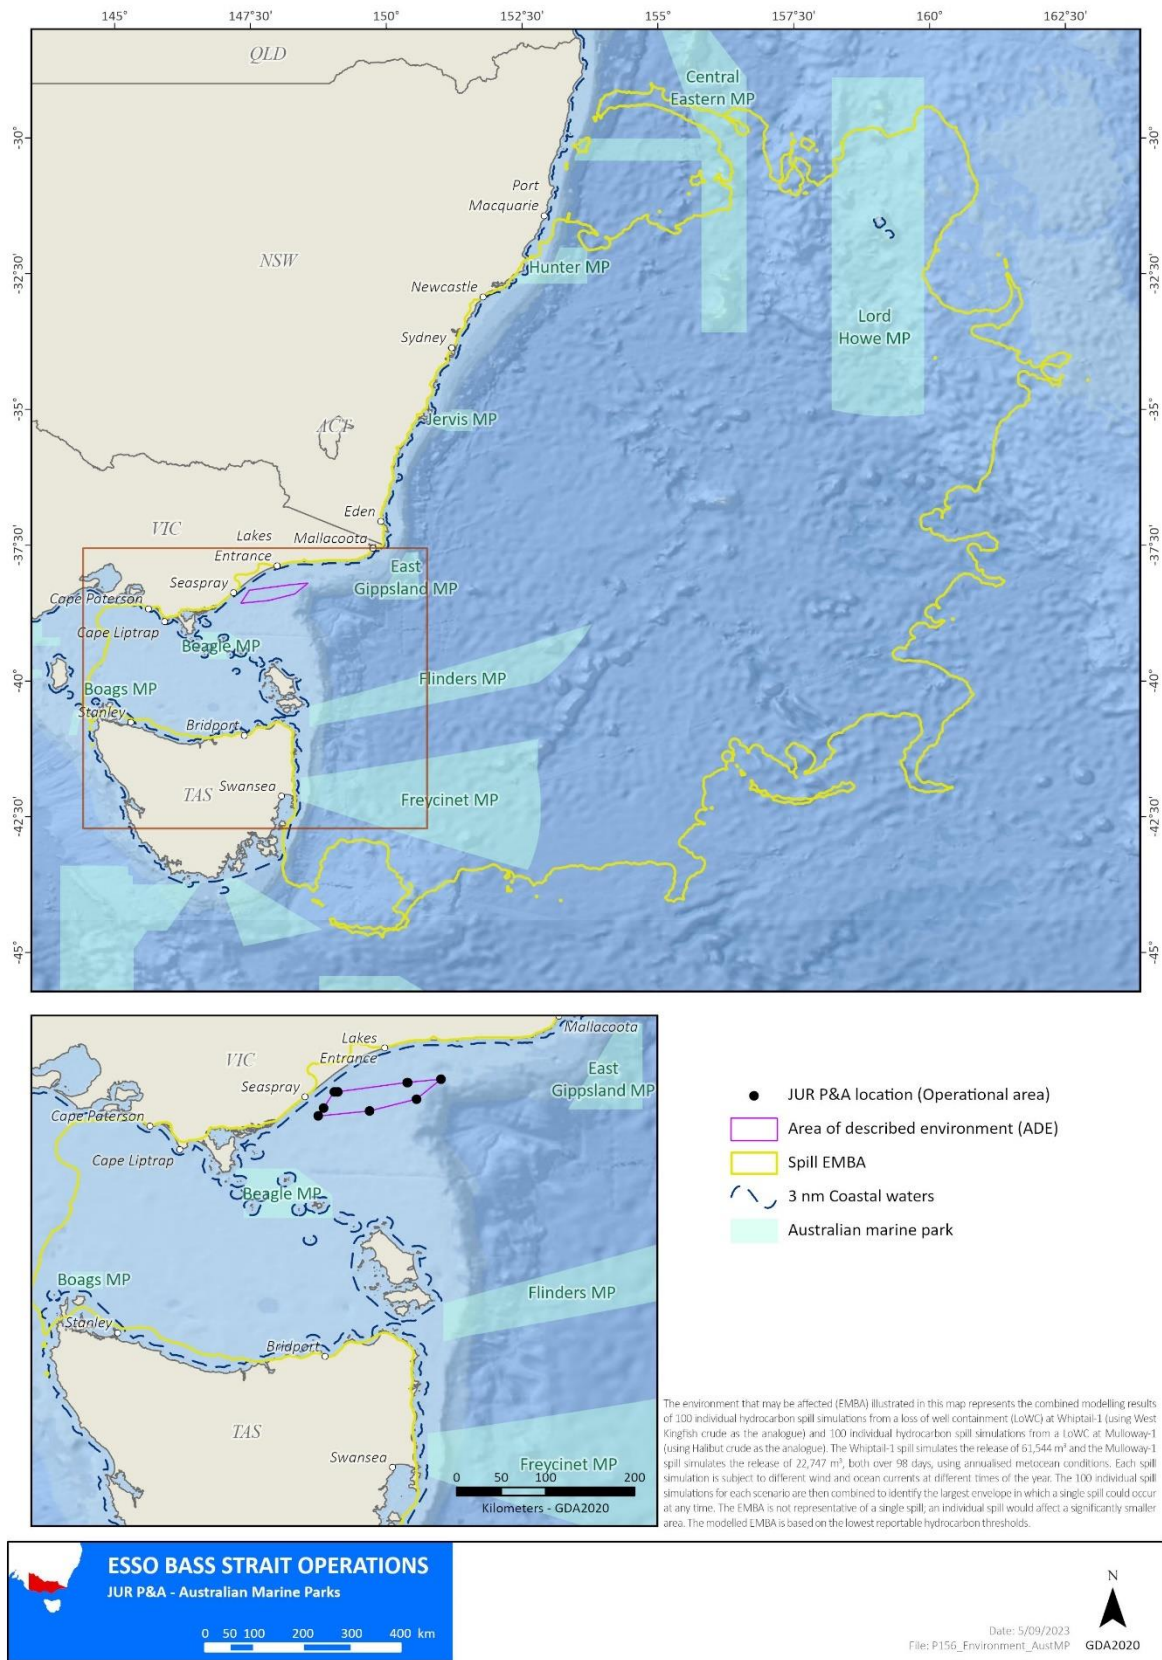 145°
147°30'
150°
152°30'
155°
157°30'
160°
162°30'
QLD
Central
Eastern MP
-30°
-30°
Port
Macquarie
NSW
Hunter MP
-32°30'
-32°30'
Newcastle
Lord
Howe MP
Sydney
-35°
-35°
Jervis MP
ACT
Eden
VIC
Lakes
Entrance
Mallacoota
-37°30'
-37°30'
East
Gippsland MP
Seaspray
Cape Paterson
Cape Liptrap
Beagle MP
-40°
-40°
Flinders MP
Boags MP
Stanley
Bridport
Swansea
TAS
Freycinet MP
-42°30'
-42°30'
-45°
-45°
Mallacoota
Lakes
Entrance
VIC
East
Gippsland MP
Seaspray
Cape Paterson
Cape Liptrap
Beagle MP
Boags MP
Flinders MP
Stanley
Bridport
TAS
Swansea
Freycinet MP
0 50 100 200
Kilometers - GDA2020
JUR P&A location (Operational area)
Area of described environment (ADE)
Spill EMBA
3 nm Coastal waters
Australian marine park
The environment that may be affected (EMBA) illustrated in this map represents the combined modelling results
of 100 individual hydrocarbon spill simulations from a loss of well containment (LoWC) at Whiptail-1 (using West
Kingfish crude as the analogue) and 100 individual hydrocarbon spill simulations from a LoWC at Mulloway-1
(using Halibut crude as the analogue). The Whiptail-1 spill simulates the release of 61,544 m³ and the Mulloway-1
spill simulates the release of 22,747 m³, both over 98 days, using annualised metocean conditions. Each spill
simulation is subject to different wind and ocean currents at different times of the year. The 100 individual spill
simulations for each scenario are then combined to identify the largest envelope in which a single spill could occur
at any time. The EMBA is not representative of a single spill; an individual spill would affect a significantly smaller
area. The modelled EMBA is based on the lowest reportable hydrocarbon thresholds.
ESSO BASS STRAIT OPERATIONS
JUR P&A - Australian Marine Parks
0 50 100 200 300 400 km
N
Date: 5/09/2023
File: P156_Environment_AustMP
GDA2020